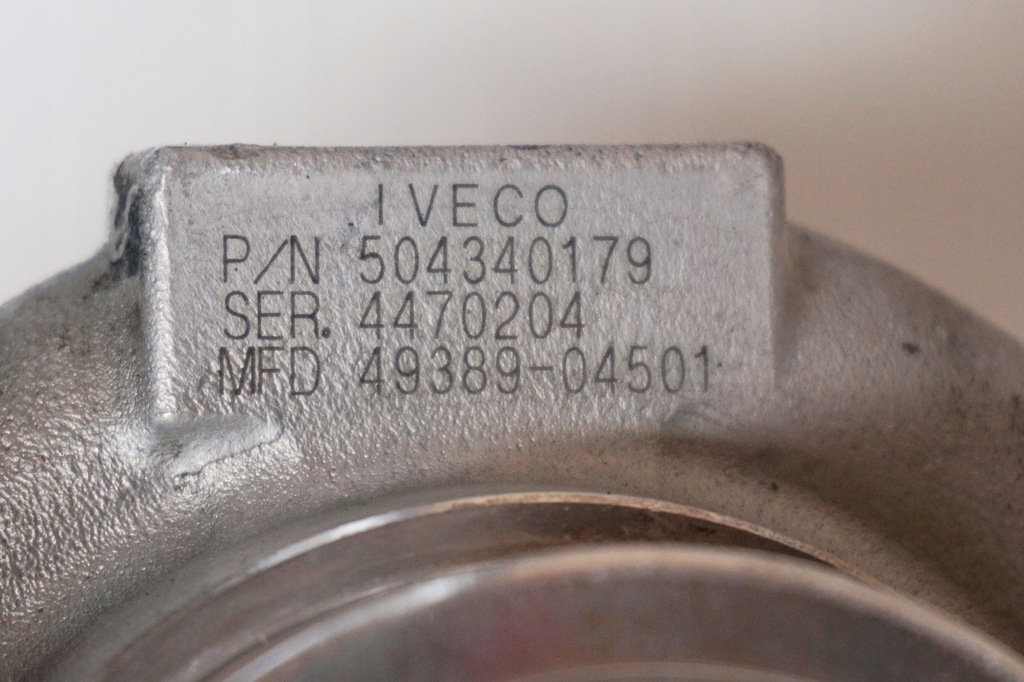 IVECO
P/N 504340179
SER. 4470204
MFD 49389-04501